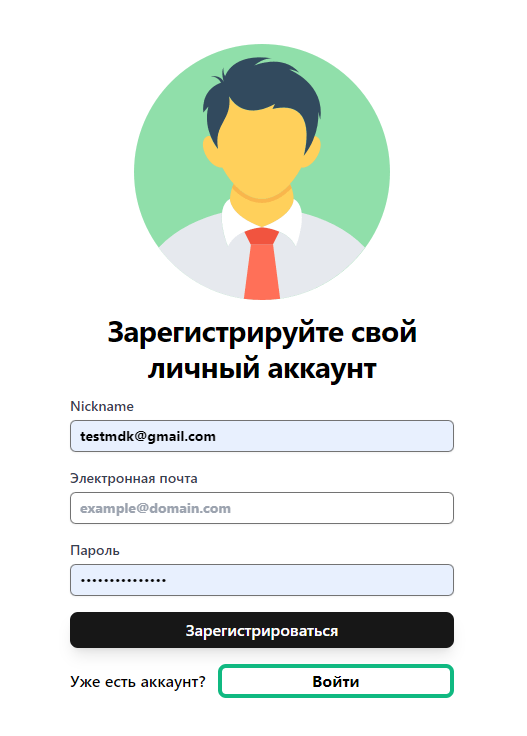 Зарегистрируйте свой
личный аккаунт
Nickname
testmdk@gmail.com
Электронная почта
example@domain.com
Пароль
•••••••••••••••
Зарегистрироваться
Уже есть аккаунт? Войти